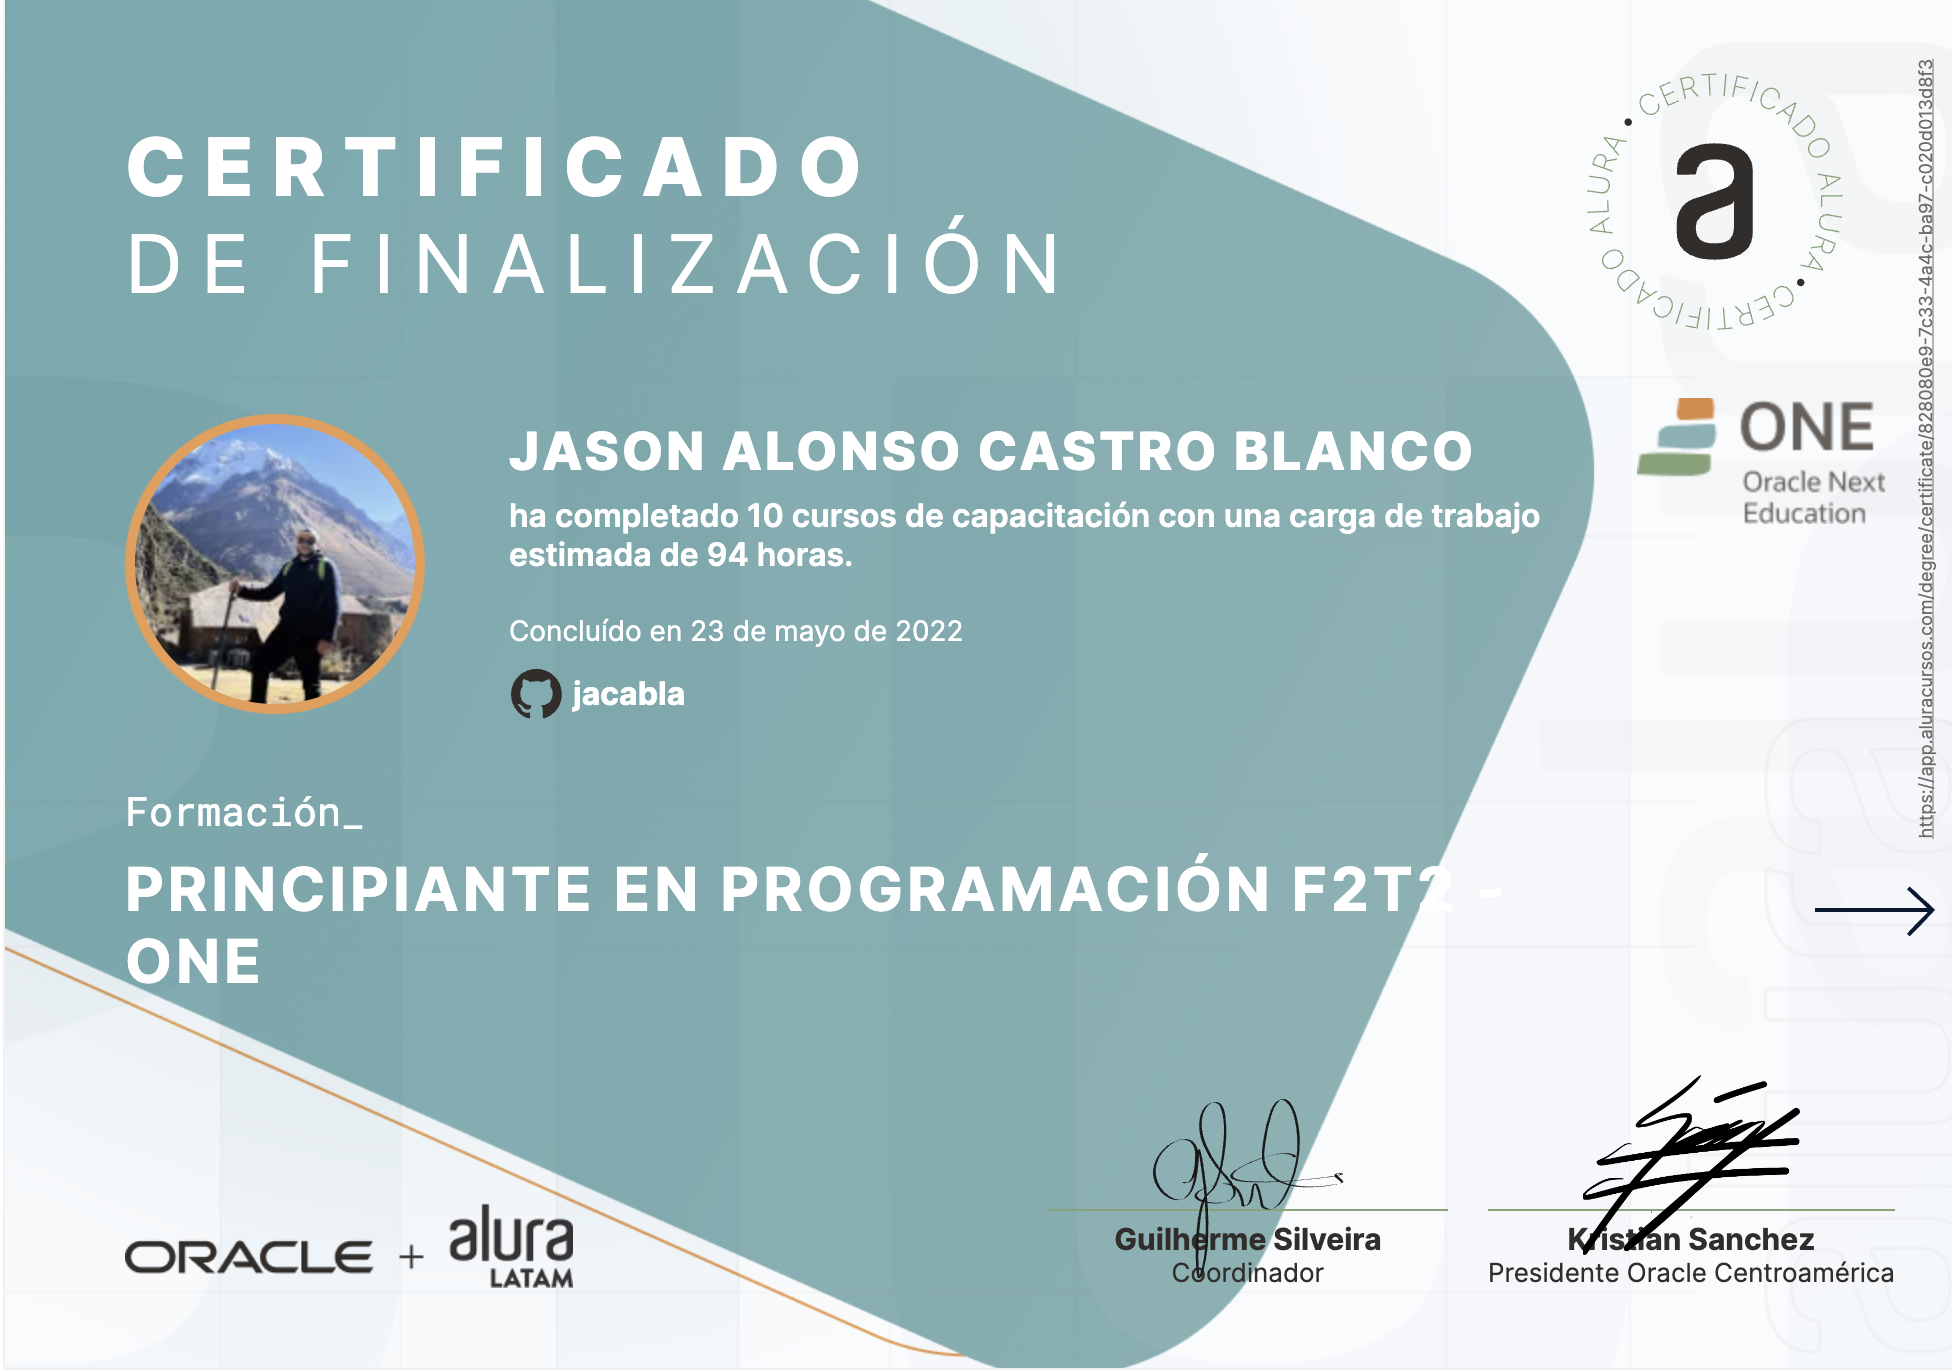 CERTIFICADO
DE FINALIZACIÓN
CERTIFICADO ALURA • CERTIFICADO ALURA •
a
ONE
Oracle Next
Education
https://app.aluracursos.com/degree/certificate/828080e9-7c33-4a4c-ba97-c020d013d8f3
JASON ALONSO CASTRO BLANCO
ha completado 10 cursos de capacitación con una carga de trabajo
estimada de 94 horas.
Concluído en 23 de mayo de 2022
jacabla
Formación_
PRINCIPIANTE EN PROGRAMACIÓN F2T2 -
ONE
ORACLE + alura
LATAM
Guilherme Silveira
Coordinador
Kristian Sanchez
Presidente Oracle Centroamérica